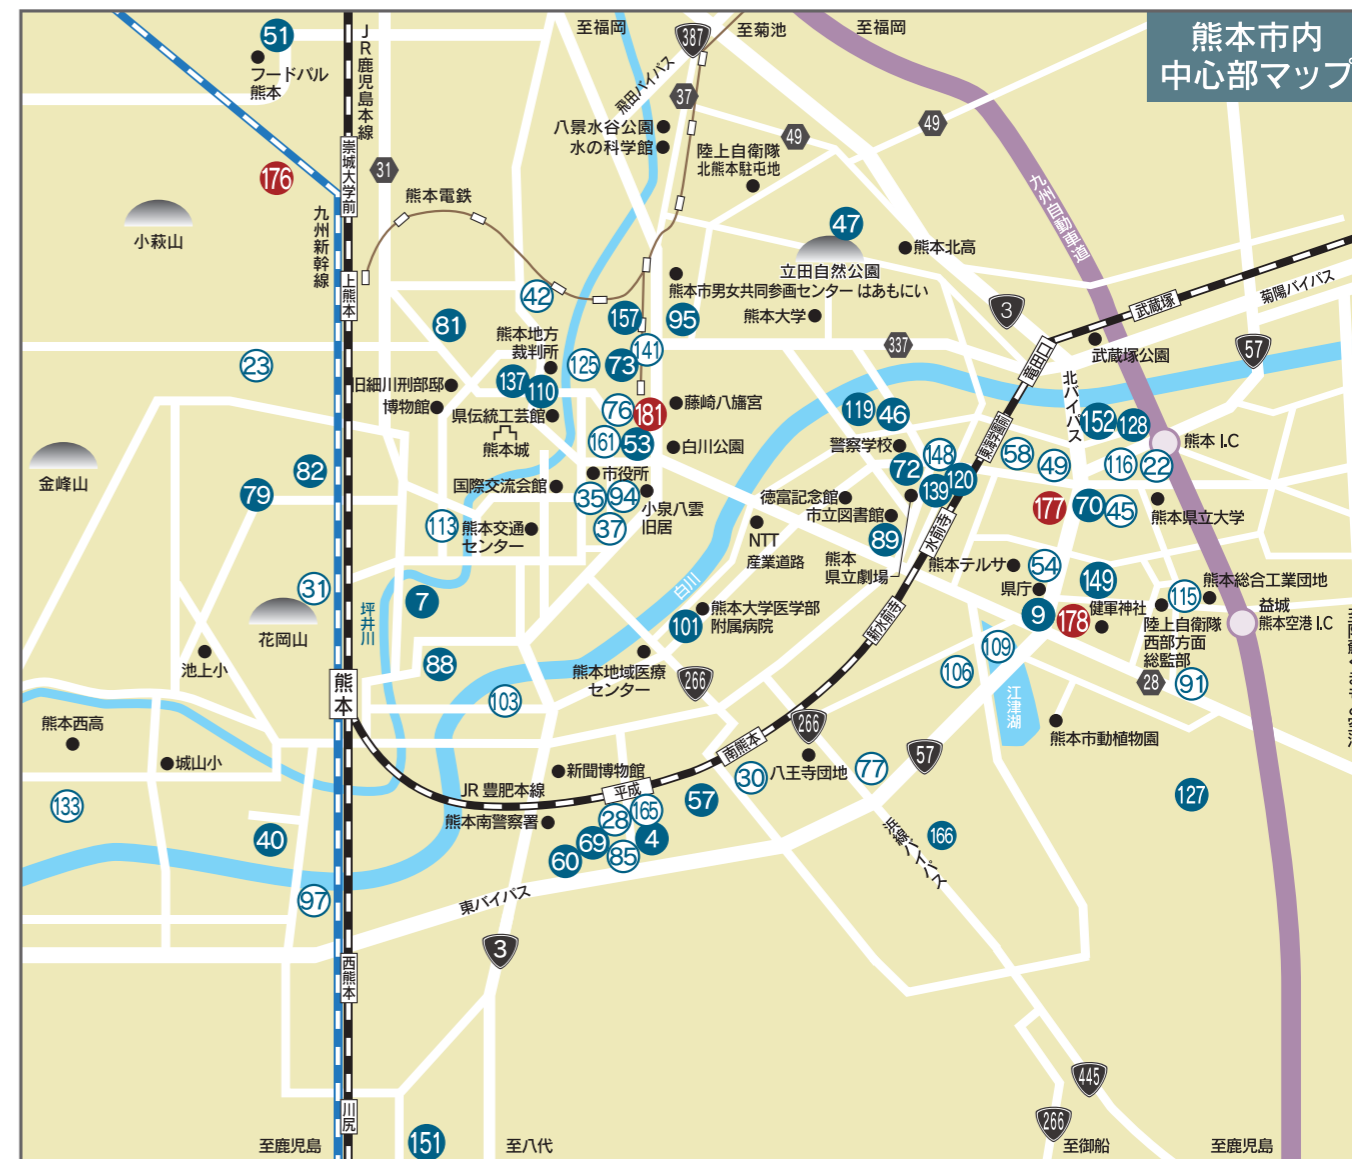 熊本市内
中心部マップ
51
フードパル
熊本
JR鹿児島本線
至福岡
387
至菊池
至福岡
飛田バイパス
37
49
49
八景水谷公園
水の科学館
陸上自衛隊
北熊本駐屯地
崇城大学前
31
176
熊本電鉄
九州自動車道
小萩山
九州新幹線
47
立田自然公園
熊本北高
熊本市男女共同参画センター はあもにい
上熊本
42
157
95
熊本大学
3
武蔵塚
菊陽バイパス
57
81
熊本地方
裁判所
125
73
141
337
竜田口
武蔵塚公園
23
旧細川刑部邸
137
110
博物館
県伝統工芸館
熊本城
76
181
藤崎八旛宮
161
53
白川公園
119
46
警察学校
北バイパス
152
128
熊本 I.C
東海学園前
148
58
49
116
22
72
139
120
金峰山
82
79
国際交流会館
市役所
35
94
37
小泉八雲
旧居
徳富記念館
市立図書館
89
177
70
45
熊本県立大学
113
熊本交通
センター
NTT
産業道路
熊本
県立劇場
水前寺
熊本テルサ
54
県庁
149
115
熊本総合工業団地
31
坪井川
7
白川
101
熊本大学医学部
附属病院
新水前寺
9
178
健軍神社
陸上自衛隊
西部方面
総監部
益城
熊本空港 I.C
花岡山
池上小
88
熊本地域医療
センター
266
109
106
江津湖
28
91
熊本
103
熊本西高
城山小
南熊本
266
57
熊本市動植物園
新聞博物館
JR 豊肥本線
平成
30
八王寺団地
77
127
133
熊本南警察署
28
165
57
40
69
4
60
85
浜線バイパス
166
97
東バイパス
3
西熊本
445
266
川尻
至鹿児島
151
至八代
至御船
至鹿児島